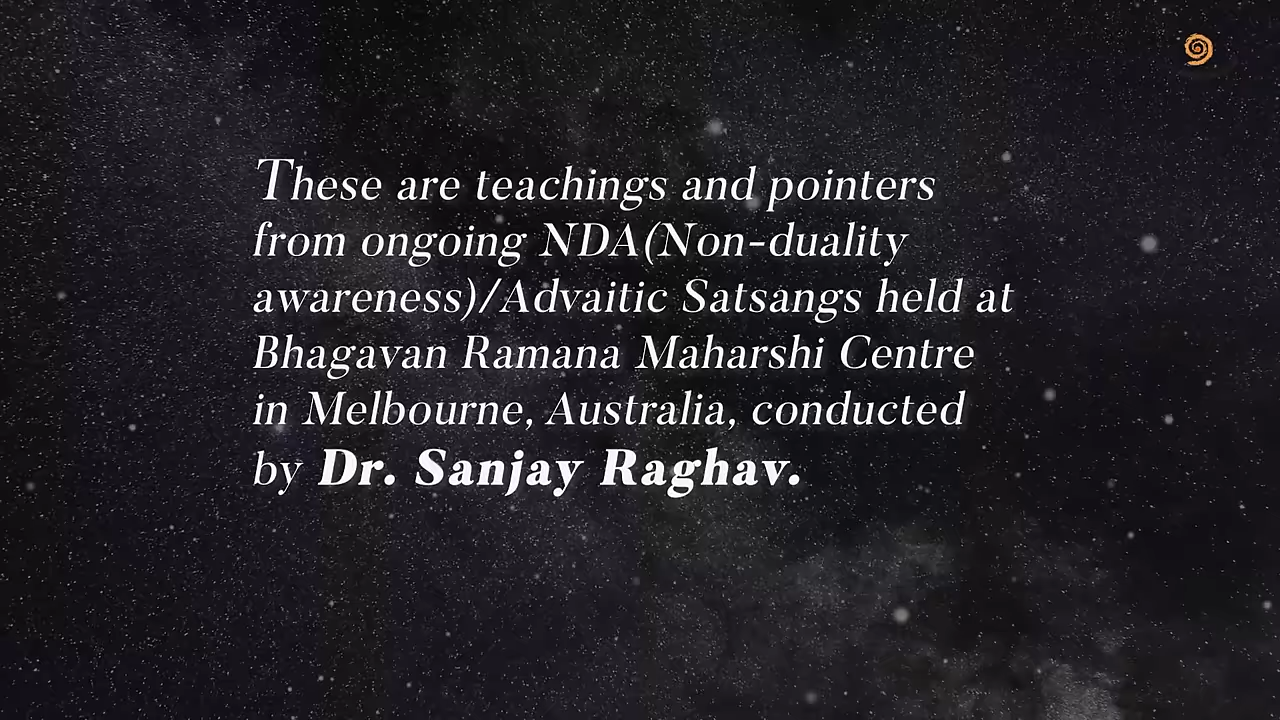 These are teachings and pointers
from ongoing NDA(Non-duality
awareness)/Advaitic Satsangs held at
Bhagavan Ramana Maharshi Centre
in Melbourne, Australia, conducted
by Dr. Sanjay Raghav.